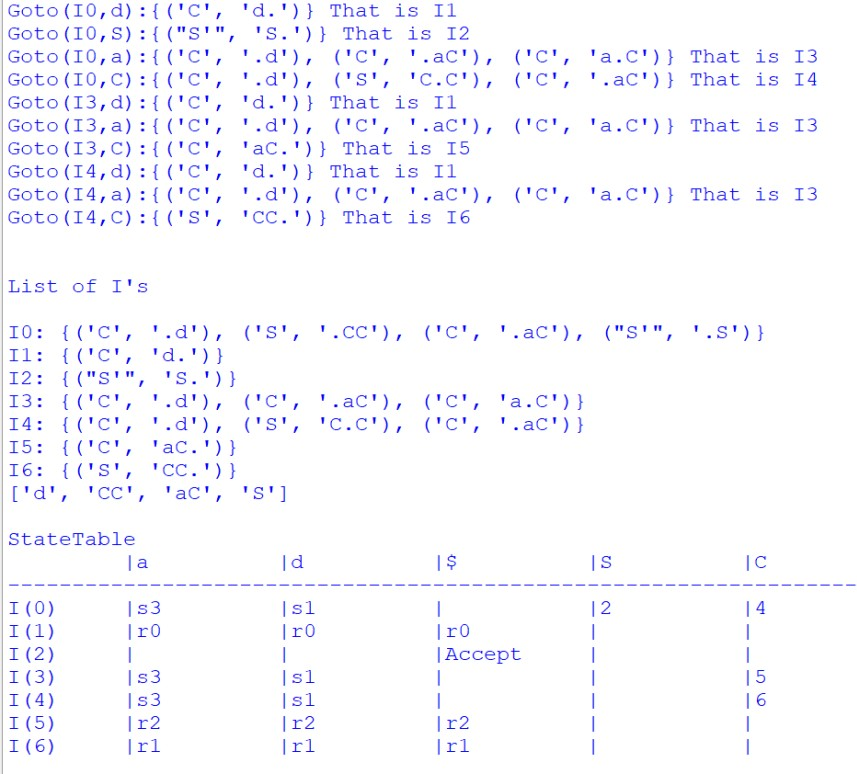 Goto(I0,d):{('C', 'd.')} That is I1
Goto(I0,S):{("S'", 'S.')} That is I2
Goto(I0,a):{('C', '.d'), ('C', '.aC'), ('C', 'a.C')} That is I3
Goto(I0,C):{('C', '.d'), ('S', 'C.C'), ('C', '.aC')} That is I4
Goto(I3,d):{('C', 'd.')} That is I1
Goto(I3,a):{('C', '.d'), ('C', '.aC'), ('C', 'a.C')} That is I3
Goto(I3,C):{('C', 'aC.')} That is I5
Goto(I4,d):{('C', 'd.')} That is I1
Goto(I4,a):{('C', '.d'), ('C', '.aC'), ('C', 'a.C')} That is I3
Goto(I4,C):{('S', 'CC.')} That is I6
List of I's
I0: {('C', '.d'), ('S', '.CC'), ('C', '.aC'), ("S'", '.S')}
I1: {('C', 'd.')}
I2: {("S'", 'S.')}
I3: {('C', '.d'), ('C', '.aC'), ('C', 'a.C')}
I4: {('C', '.d'), ('S', 'C.C'), ('C', '.aC')}
I5: {('C', 'aC.')}
I6: {('S', 'CC.')}
['d', 'CC', 'aC', 'S']
StateTable
|a |d |$ |S |C
--------------------------------------------------------------------------------
I(0) |s3 |s1 | |2 |4
I(1) |r0 |r0 |r0 | |
I(2) | | |Accept | |
I(3) |s3 |s1 | | |5
I(4) |s3 |s1 | | |6
I(5) |r2 |r2 |r2 | |
I(6) |r1 |r1 |r1 | |